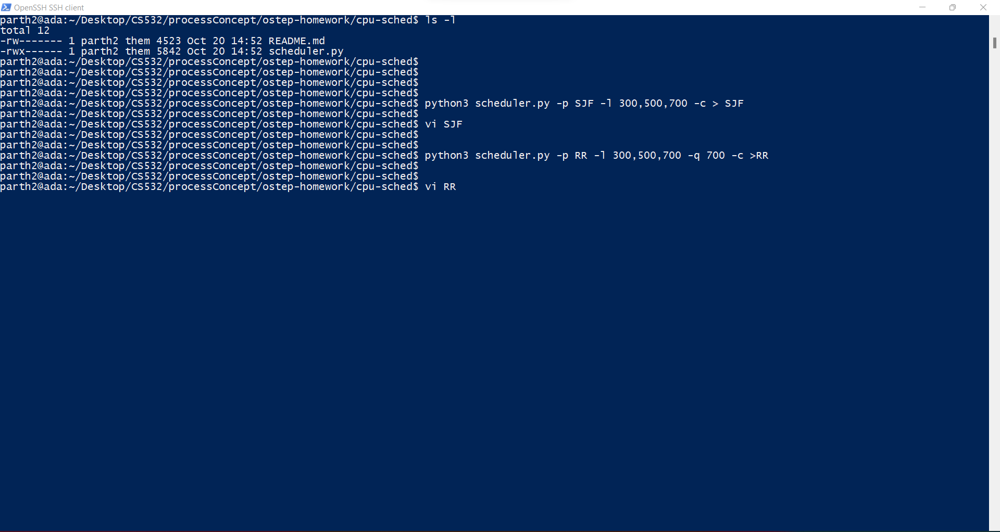 OpenSSH SSH client
parth2@ada:~/Desktop/CS532/processConcept/ostep-homework/cpu-sched$ ls -l
total 12
-rw------- 1 parth2 them 4523 Oct 20 14:52 README.md
-rwx------ 1 parth2 them 5842 Oct 20 14:52 scheduler.py
parth2@ada:~/Desktop/CS532/processConcept/ostep-homework/cpu-sched$
parth2@ada:~/Desktop/CS532/processConcept/ostep-homework/cpu-sched$
parth2@ada:~/Desktop/CS532/processConcept/ostep-homework/cpu-sched$
parth2@ada:~/Desktop/CS532/processConcept/ostep-homework/cpu-sched$
parth2@ada:~/Desktop/CS532/processConcept/ostep-homework/cpu-sched$ python3 scheduler.py -p SJF -l 300,500,700 -c > SJF
parth2@ada:~/Desktop/CS532/processConcept/ostep-homework/cpu-sched$
parth2@ada:~/Desktop/CS532/processConcept/ostep-homework/cpu-sched$ vi SJF
parth2@ada:~/Desktop/CS532/processConcept/ostep-homework/cpu-sched$
parth2@ada:~/Desktop/CS532/processConcept/ostep-homework/cpu-sched$
parth2@ada:~/Desktop/CS532/processConcept/ostep-homework/cpu-sched$ python3 scheduler.py -p RR -l 300,500,700 -q 700 -c >RR
parth2@ada:~/Desktop/CS532/processConcept/ostep-homework/cpu-sched$
parth2@ada:~/Desktop/CS532/processConcept/ostep-homework/cpu-sched$
parth2@ada:~/Desktop/CS532/processConcept/ostep-homework/cpu-sched$ vi RR